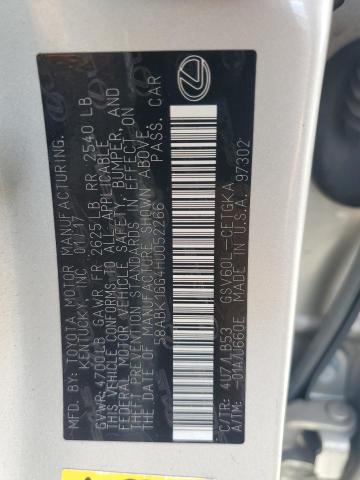 MFD. BY: TOYOTA MOTOR MANUFACTURING,
KENTUCKY, INC 01/17
GVWR 4700LB GAWR FR 2625LB RR 2540 LB
THIS VEHICLE CONFORMS TO ALL APPLICABLE
FEDERAL MOTOR VEHICLE SAFETY, BUMPER, AND
THEFT PREVENTION STANDARDS IN EFFECT ON
THE DATE OF MANUFACTURE SHOWN ABOVE.
58ABK1GG4HU052266 PASS. CAR
C/TR: 4U7/LB53 GSV60L-CETGKA
A/TM: -01A/U660E MADE IN U.S.A. 97302